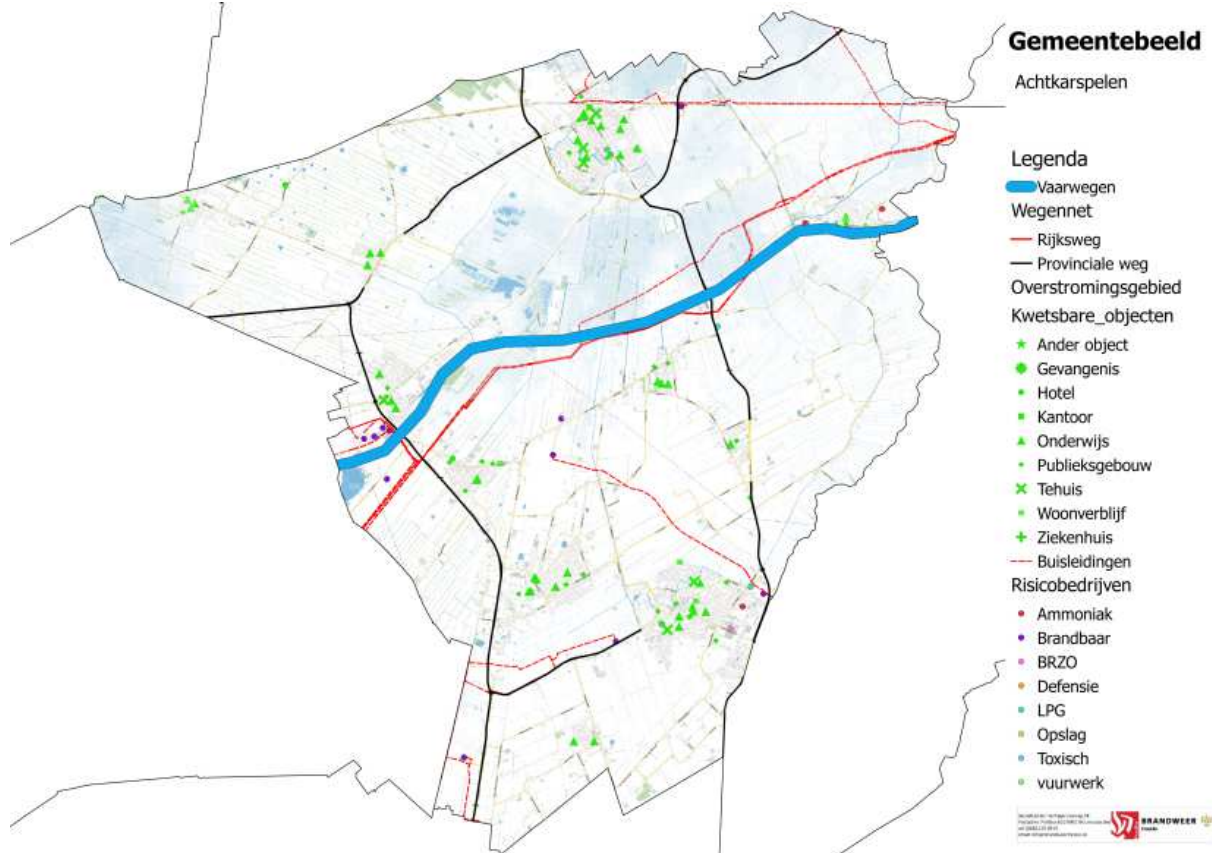 Gemeentebeeld
Achtkarspelen
Legenda
Vaarwegen
Wegennet
Rijksweg
Provinciale weg
Overstromingsgebied
Kwetsbare_objecten
Ander object
Gevangenis
Hotel
Kantoor
Onderwijs
Publieksgebouw
Tehuis
Woonverblijf
Ziekenhuis
Buisleidingen
Risicobedrijven
Ammoniak
Brandbaar
BRZO
Defensie
LPG
Opslag
Toxisch
vuurwerk
BRANDWEER